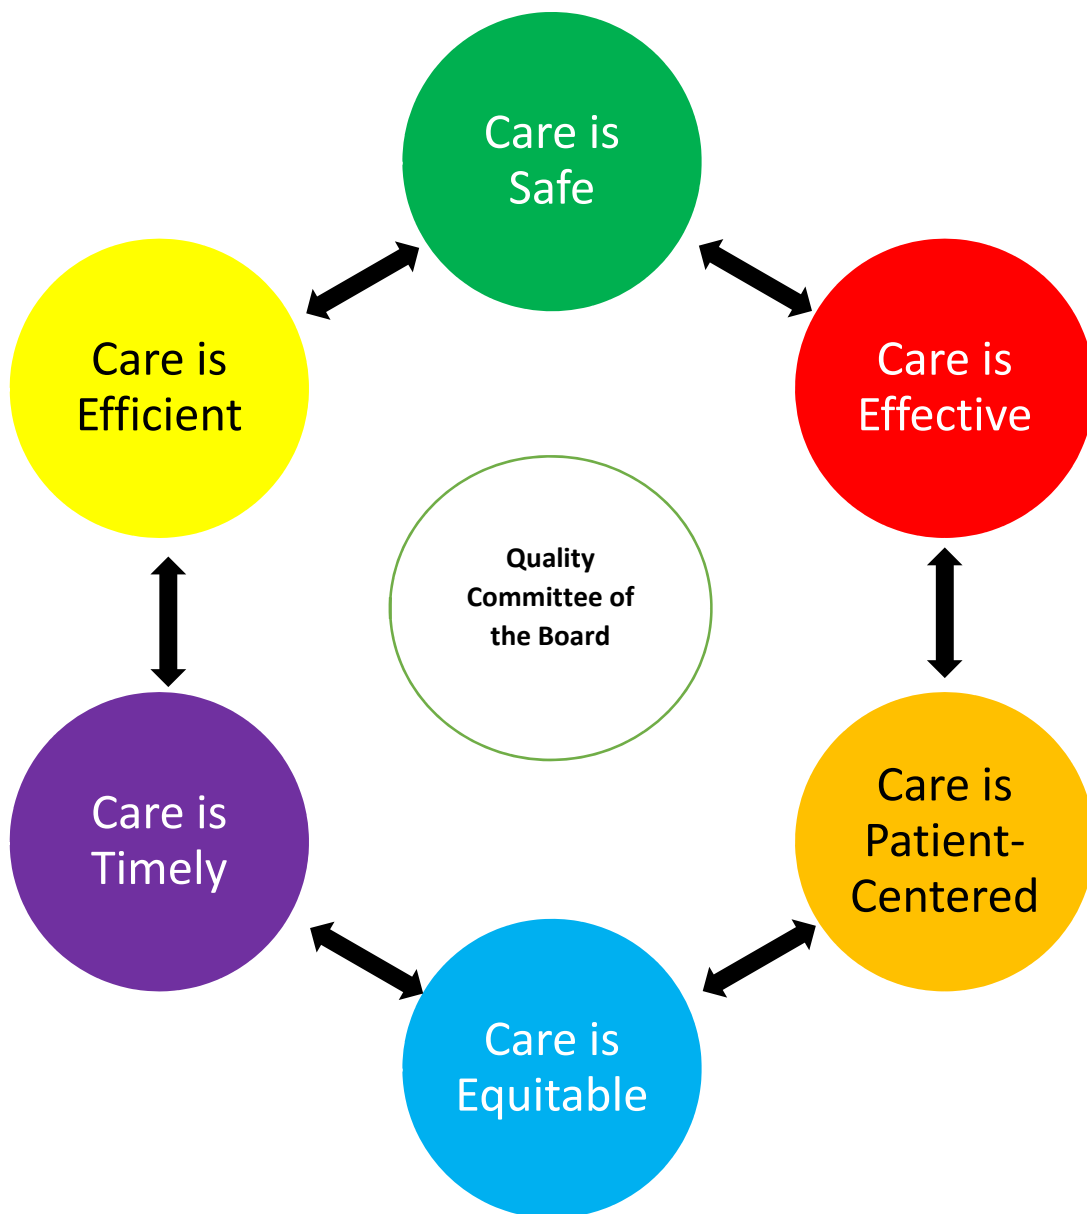 Care is
Safe
Care is
Efficient
Care is
Effective
Quality
Committee of
the Board
Care is
Timely
Care is
Patient-
Centered
Care is
Equitable